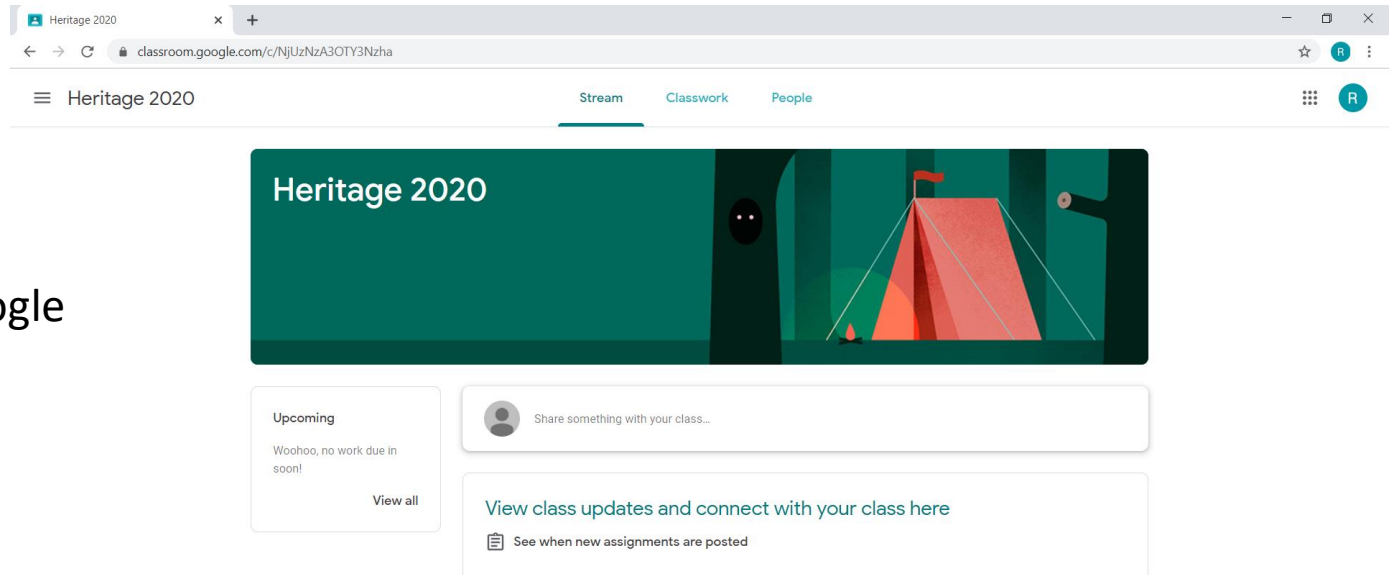 Heritage 2020
classroom.google.com/c/NjUzNzA3OTY3Nzha
R
Heritage 2020
Stream Classwork People
R
Heritage 2020
ogle
Upcoming
Woohoo, no work due in
soon!
View all
Share something with your class...
View class updates and connect with your class here
See when new assignments are posted